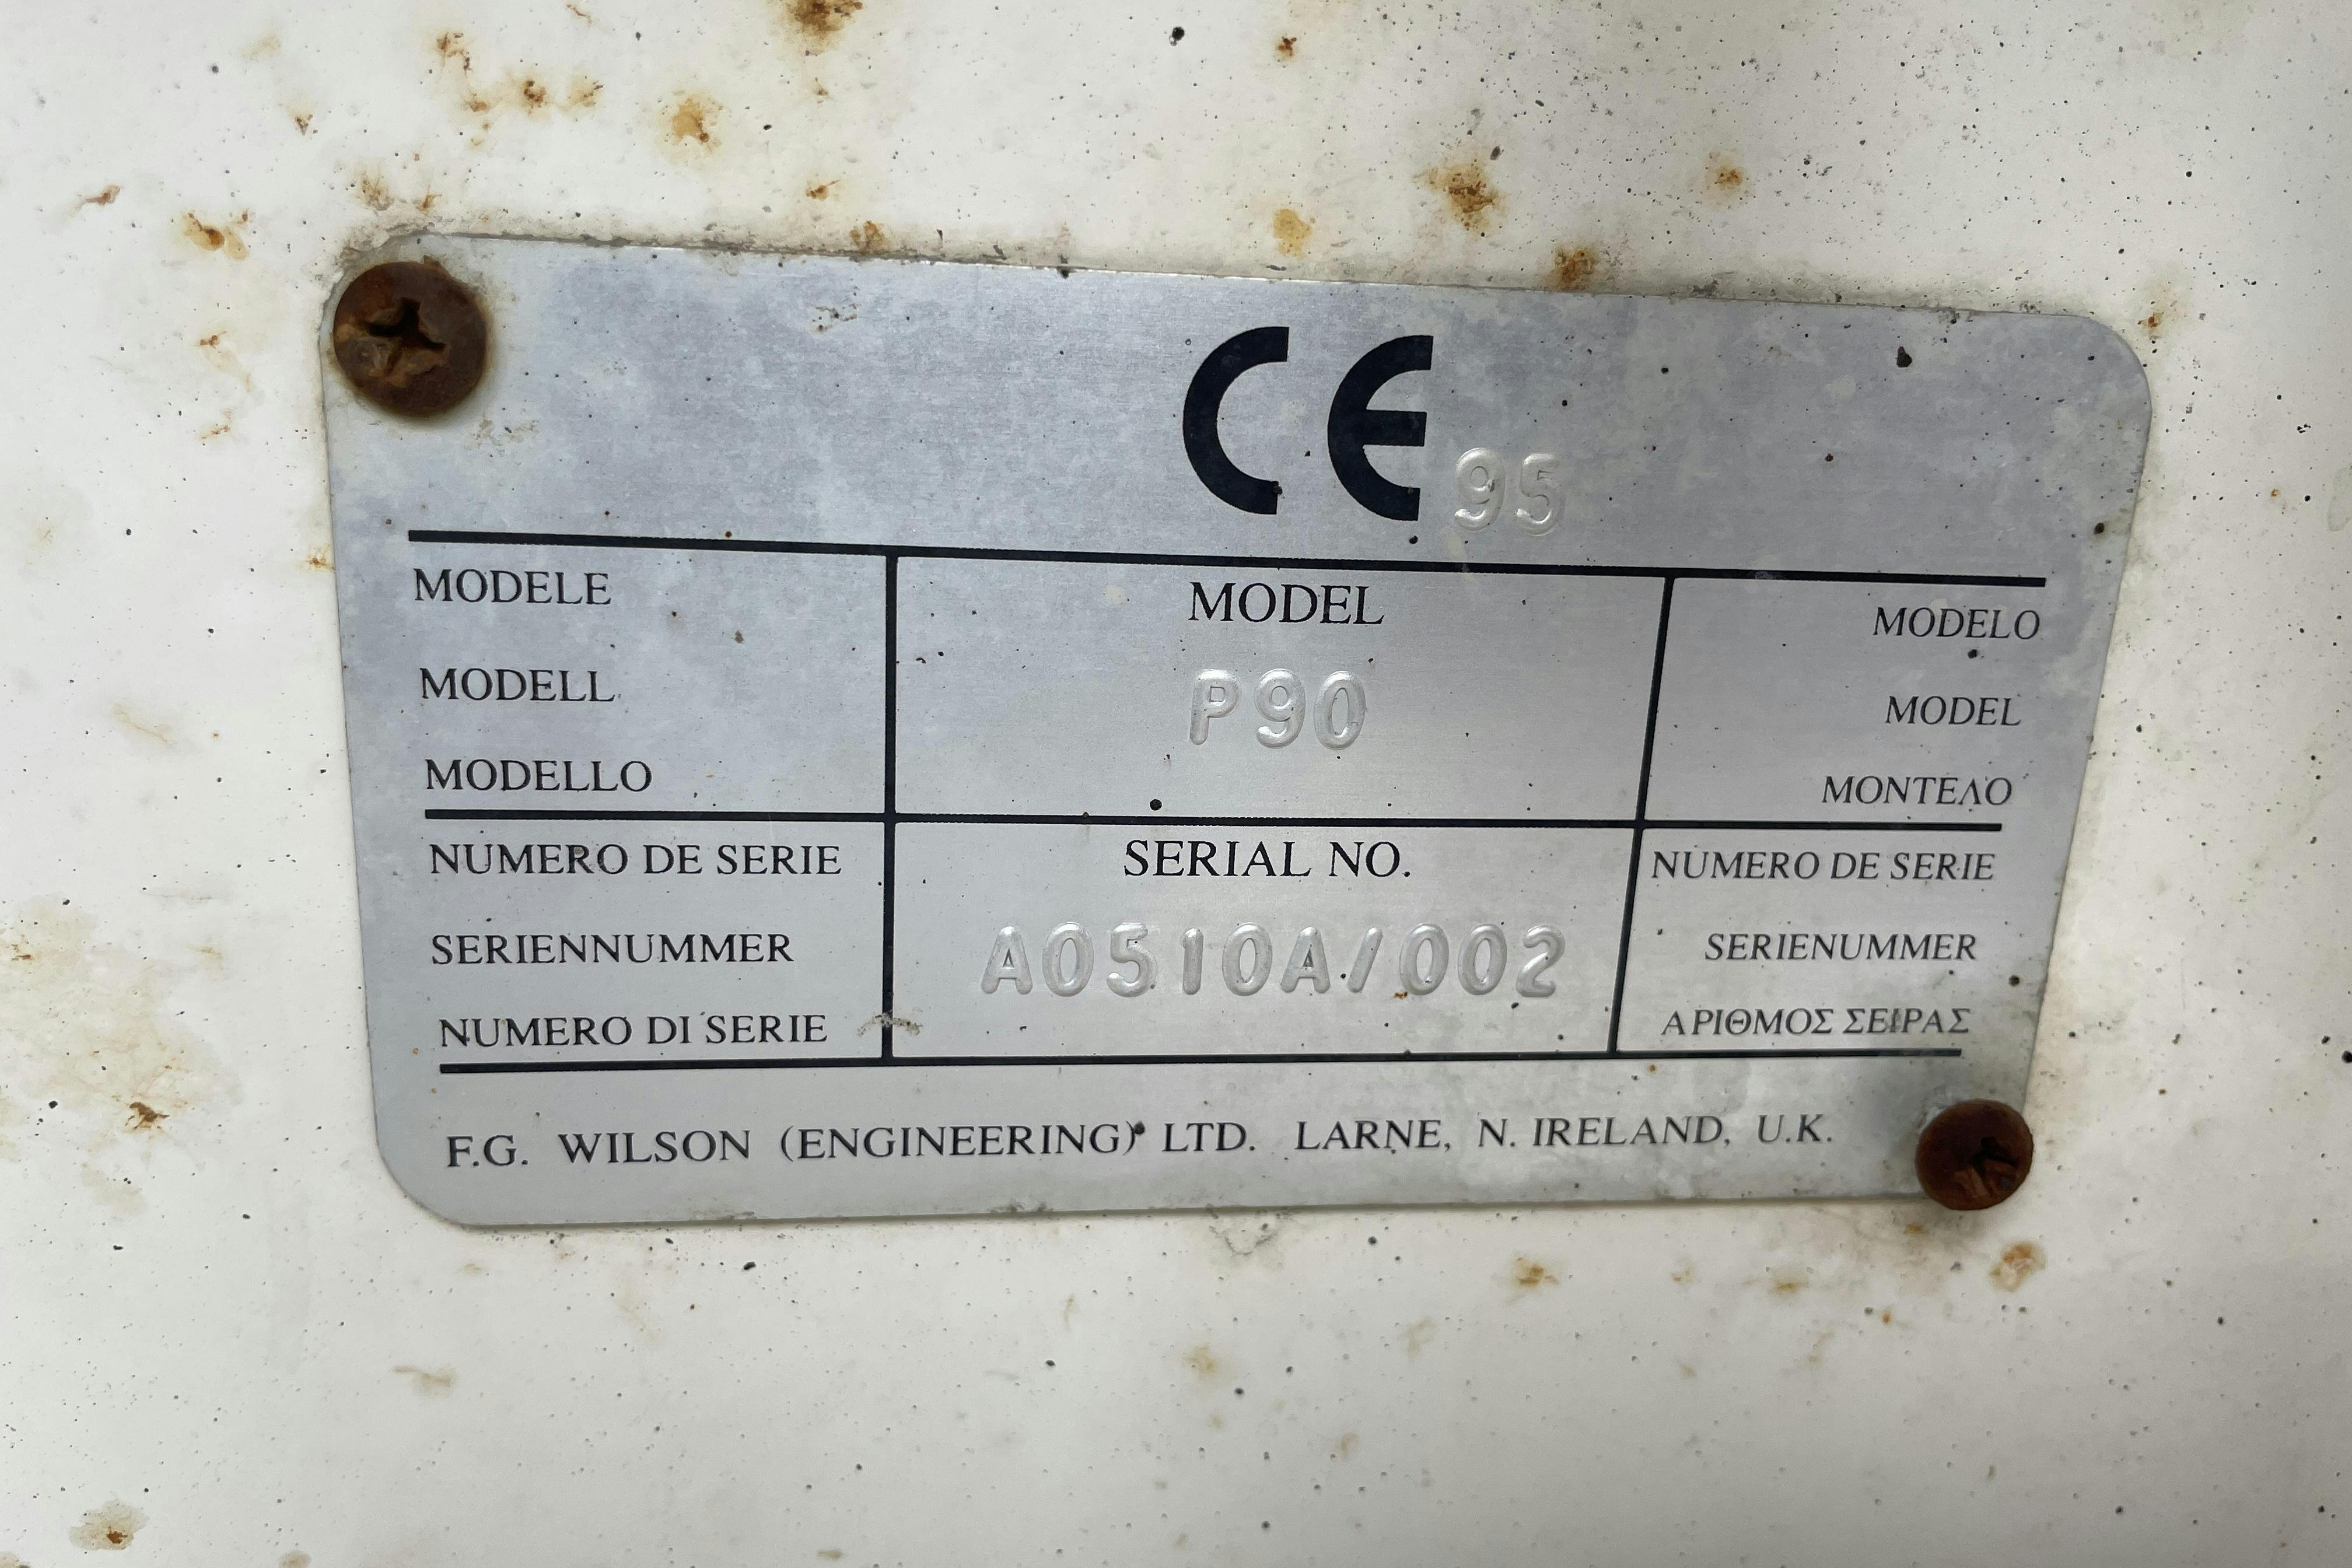 CE 95
MODELE
MODELL
MODELLO
MODEL
P90
MODELO
MODEL
ΜΟΝΤΕΛΟ
NUMERO DE SERIE
SERIENNUMMER
NUMERO DI SERIE
SERIAL NO.
A0510A/002
NUMERO DE SERIE
SERIENUMMER
ΑΡΙΘΜΟΣ ΣΕΙΡΑΣ
F.G. WILSON (ENGINEERING) LTD. LARNE, N. IRELAND, U.K.